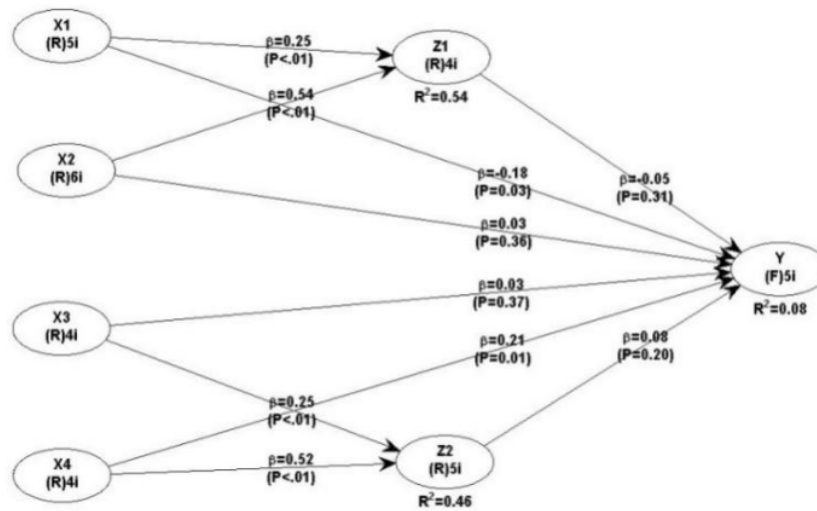 X1
(R)5i
β=0.25
(P<.01)
Z1
(R)4i
R²=0.54
β=0.54
(P<.01)
X2
(R)6i
β=-0.18
(P=0.03)
β=-0.05
(P=0.31)
β=0.03
(P=0.36)
Y
(F)5i
R²=0.08
β=0.03
(P=0.37)
X3
(R)4i
β=0.21
(P=0.01)
β=0.08
(P=0.20)
β=0.25
(P<.01)
X4
(R)4i
β=0.52
(P<.01)
Z2
(R)5i
R²=0.46